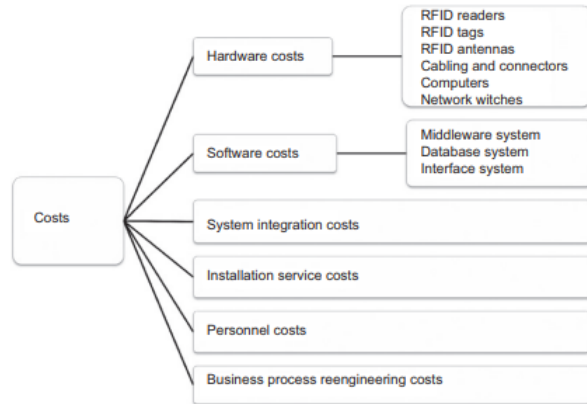 Costs
Hardware costs
RFID readers
RFID tags
RFID antennas
Cabling and connectors
Computers
Network witches
Software costs
Middleware system
Database system
Interface system
System integration costs
Installation service costs
Personnel costs
Business process reengineering costs